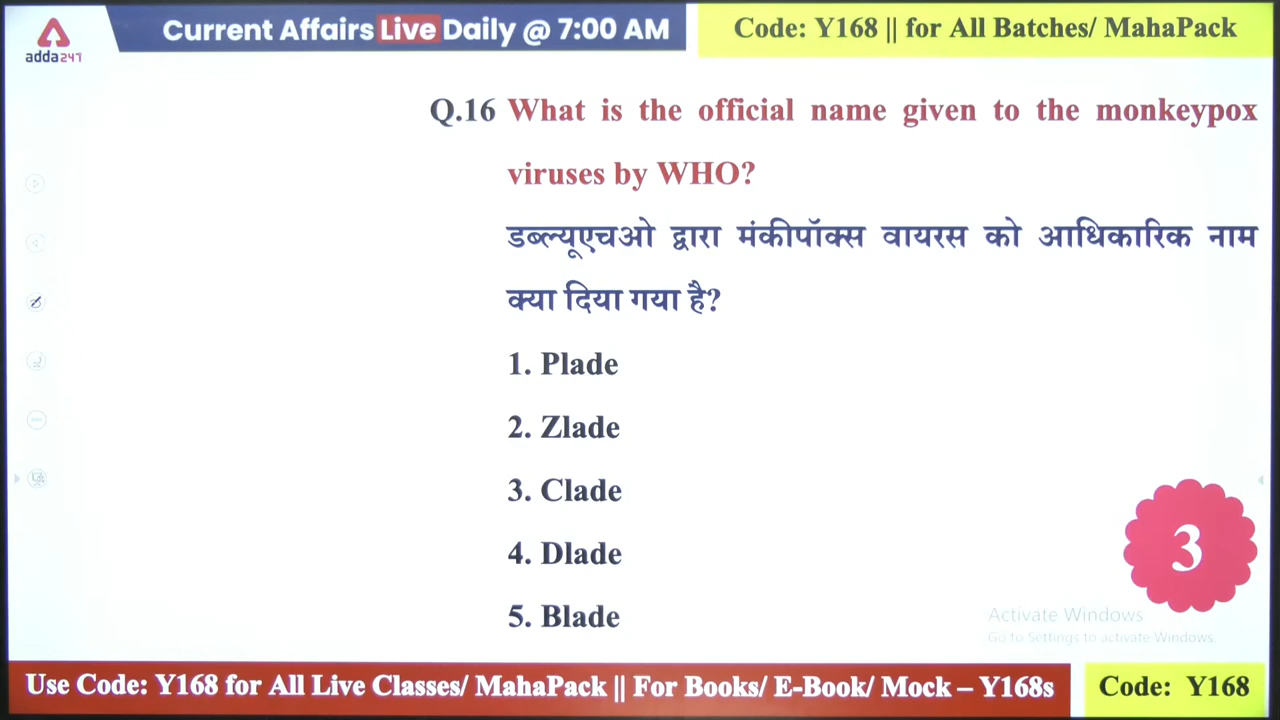 adda247
Current Affairs Live Daily @ 7:00 AM
Code: Y168 || for All Batches/ MahaPack
Q.16 What is the official name given to the monkeypox
viruses by WHO?
डब्ल्यूएचओ द्वारा मंकीपॉक्स वायरस को आधिकारिक नाम
क्या दिया गया है?
1. Plade
2. Zlade
3. Clade
4. Dlade
5. Blade
3
Activate Windows
Go to Settings to activate Windows.
Use Code: Y168 for All Live Classes/ MahaPack || For Books/ E-Book/ Mock – Y168s
Code: Y168